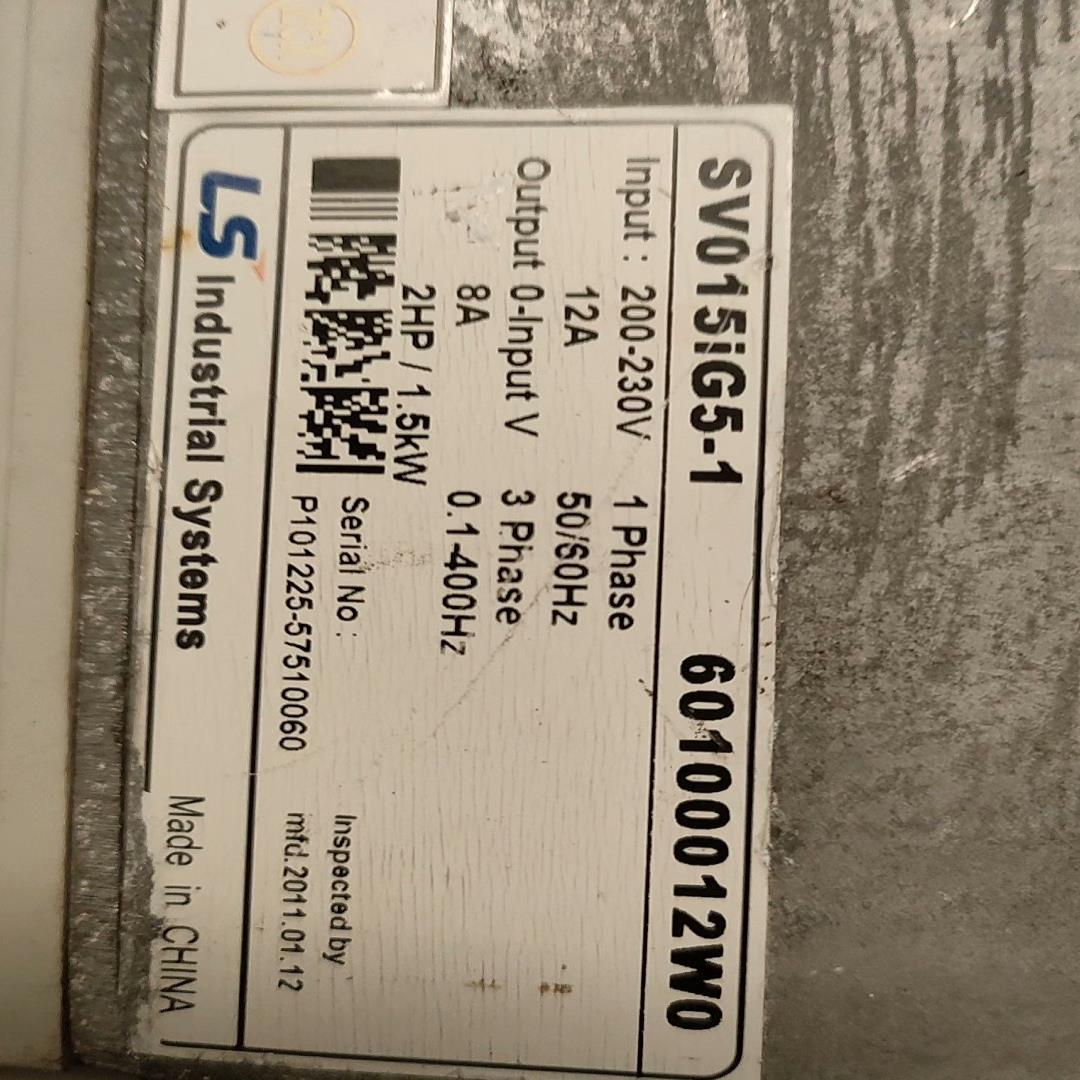 SV015iG5-1 6010001​2W0
Input : 200-230V 1 Phase
12A 50/60Hz
Output 0-Input V 3 Phase
8A 0.1-400Hz
2HP / 1.5kW
Serial No :
P101225-57510060
Inspected by
mfd.2011.01.12
LS Industrial Systems Made in CHINA